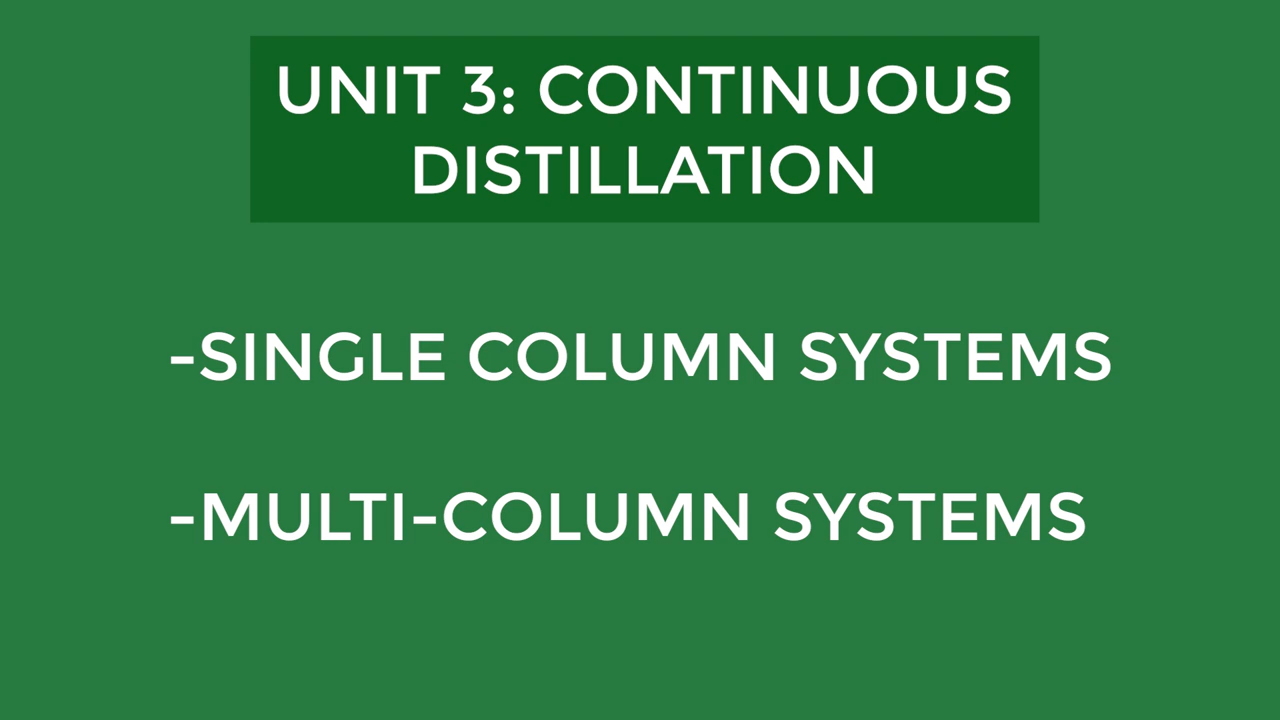 UNIT 3: CONTINUOUS
DISTILLATION
-SINGLE COLUMN SYSTEMS
-MULTI-COLUMN SYSTEMS